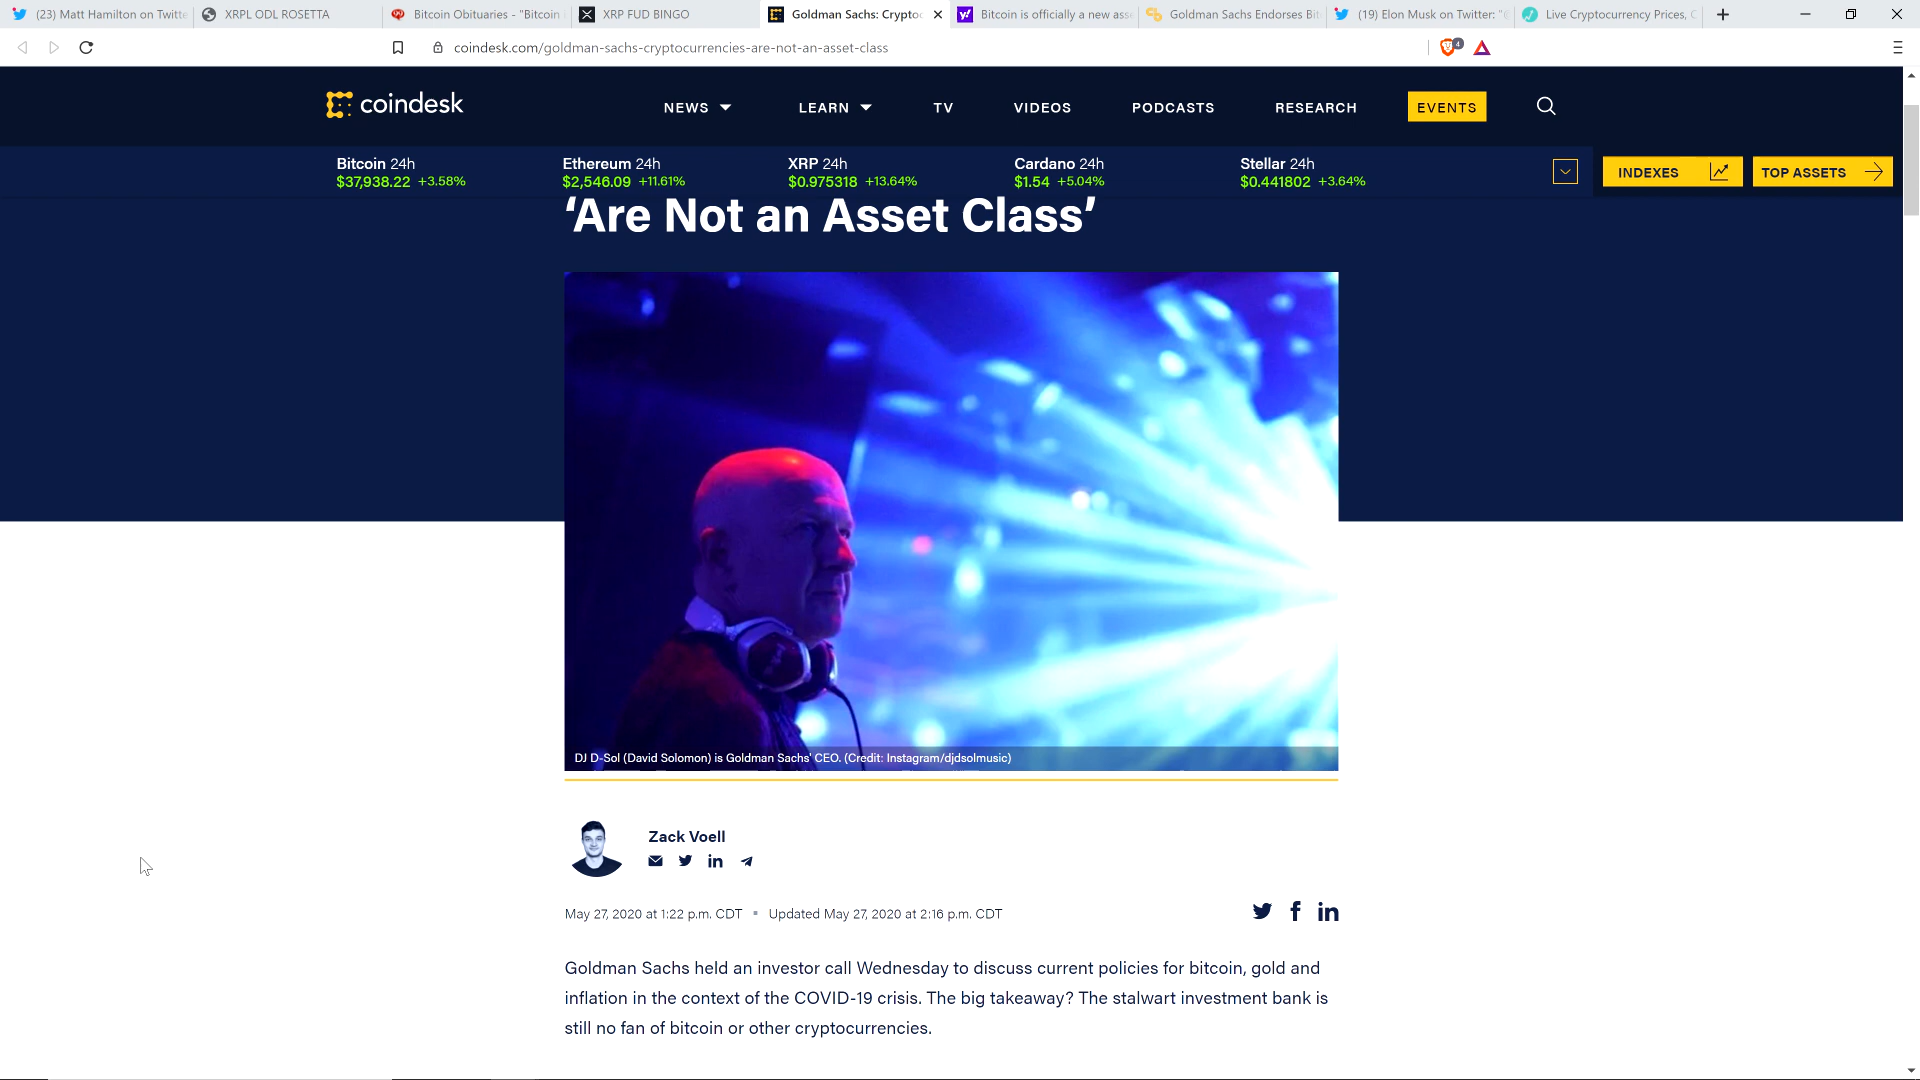 (23) Matt Hamilton on Twitte
XRPL ODL ROSETTA
Bitcoin Obituaries - "Bitcoin
XRP FUD BINGO
Goldman Sachs: Cryptoc
Bitcoin is officially a new asse
Goldman Sachs Endorses Bit
(19) Elon Musk on Twitter: "@
Live Cryptocurrency Prices, C
coindesk.com/goldman-sachs-cryptocurrencies-are-not-an-asset-class
4
coindesk
NEWS
LEARN
TV
VIDEOS
PODCASTS
RESEARCH
EVENTS
Bitcoin 24h
$37,938.22 +3.58%
Ethereum 24h
$2,546.09 +11.61%
XRP 24h
$0.975318 +13.64%
Cardano 24h
$1.54 +5.04%
Stellar 24h
$0.441802 +3.64%
INDEXES
TOP ASSETS
‘Are Not an Asset Class’
DJ D-Sol (David Solomon) is Goldman Sachs' CEO. (Credit: Instagram/djdsolmusic)
Zack Voell
May 27, 2020 at 1:22 p.m. CDT ▪ Updated May 27, 2020 at 2:16 p.m. CDT
Goldman Sachs held an investor call Wednesday to discuss current policies for bitcoin, gold and
inflation in the context of the COVID-19 crisis. The big takeaway? The stalwart investment bank is
still no fan of bitcoin or other cryptocurrencies.